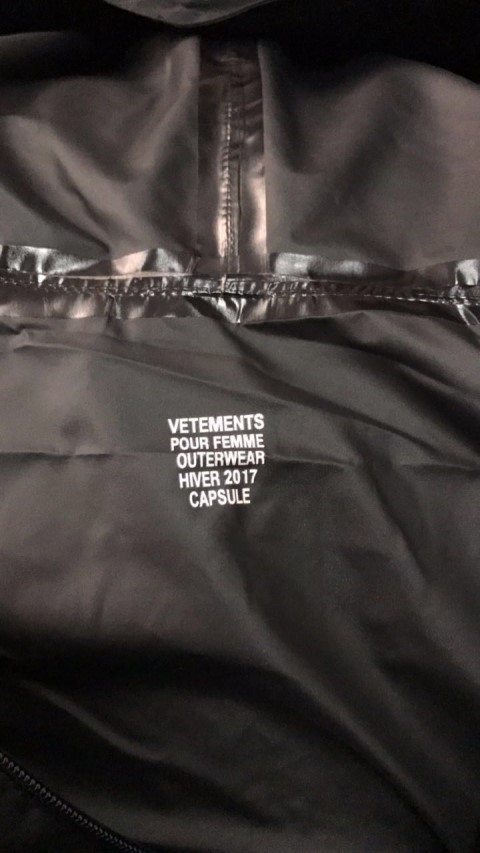 VETEMENTS
POUR FEMME
OUTERWEAR
HIVER 2017
CAPSULE